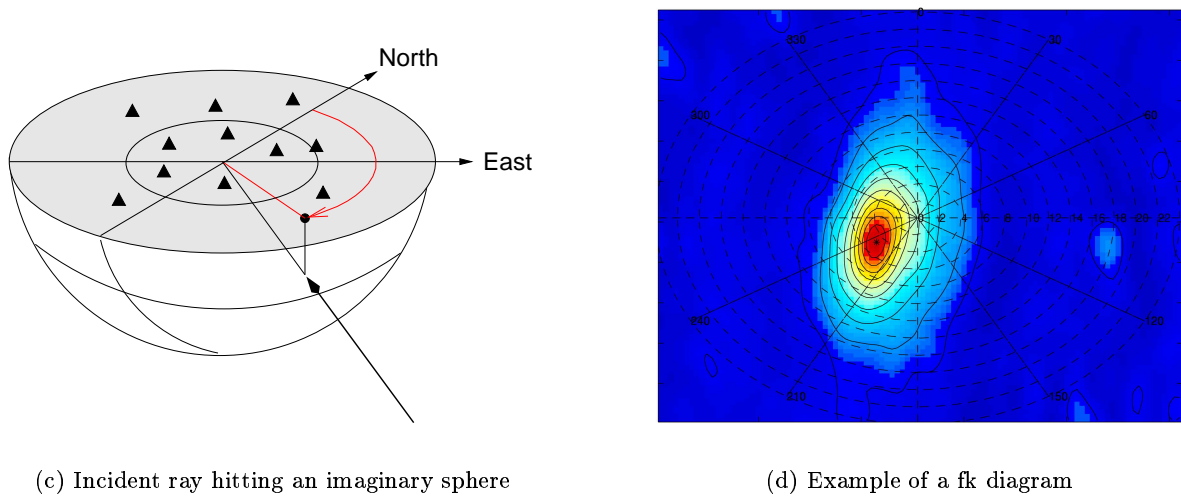 North
East
0
30
60
120
150
210
240
300
330
0 2 4 6 8 10 12 14 16 18 20 22
(c) Incident ray hitting an imaginary sphere
(d) Example of a fk diagram